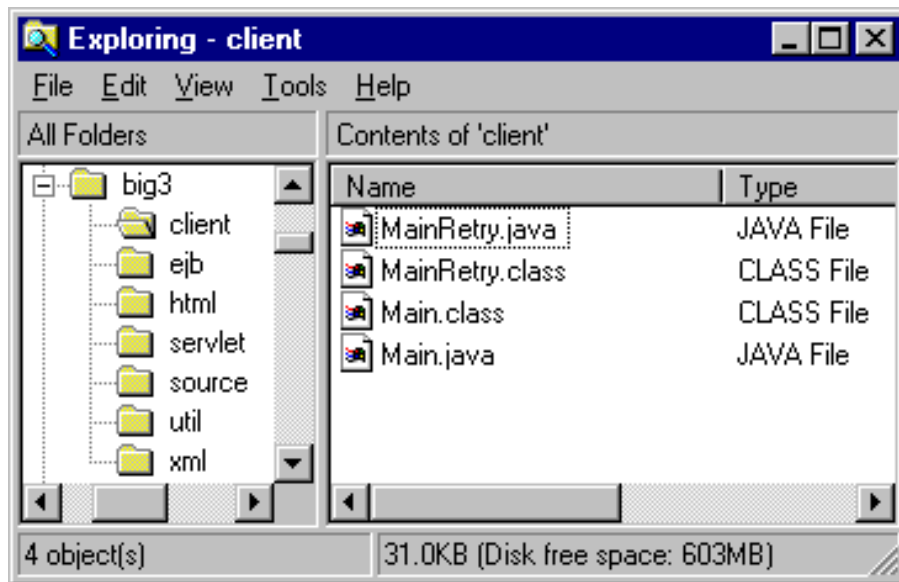 Exploring - client
File Edit View Tools Help
All Folders
Contents of 'client'
big3
client
ejb
html
servlet
source
util
xml
Name Type
MainRetry.java JAVA File
MainRetry.class CLASS File
Main.class CLASS File
Main.java JAVA File
4 object(s)
31.0KB (Disk free space: 603MB)